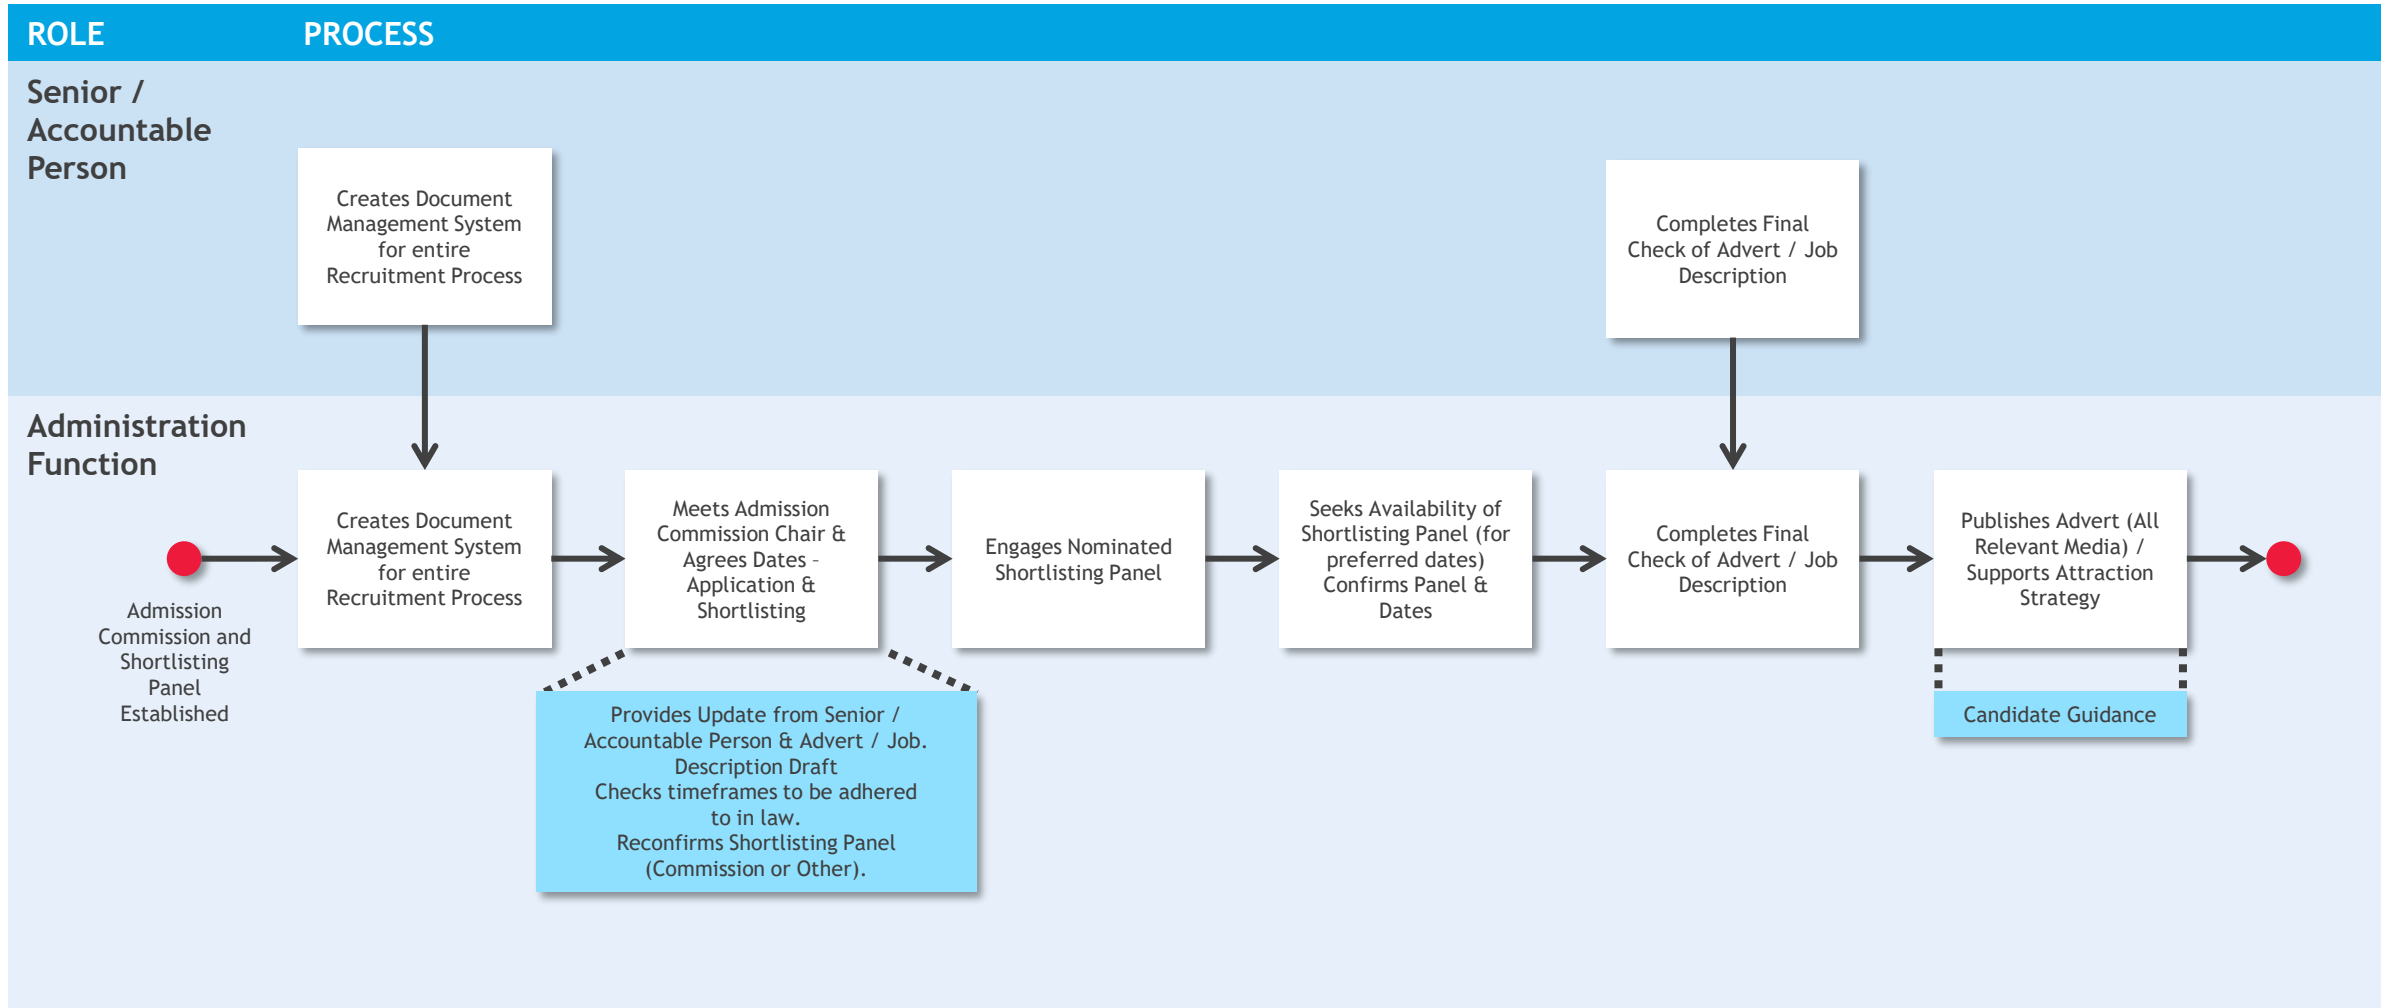 ROLE
PROCESS
Senior /
Accountable
Person
Creates Document
Management System
for entire
Recruitment Process
Completes Final
Check of Advert / Job
Description
Administration
Function
Admission
Commission and
Shortlisting
Panel
Established
Creates Document
Management System
for entire
Recruitment Process
Meets Admission
Commission Chair &
Agrees Dates –
Application &
Shortlisting
Engages Nominated
Shortlisting Panel
Seeks Availability of
Shortlisting Panel (for
preferred dates)
Confirms Panel &
Dates
Completes Final
Check of Advert / Job
Description
Publishes Advert (All
Relevant Media) /
Supports Attraction
Strategy
Provides Update from Senior /
Accountable Person & Advert / Job.
Description Draft
Checks timeframes to be adhered
to in law.
Reconfirms Shortlisting Panel
(Commission or Other).
Candidate Guidance